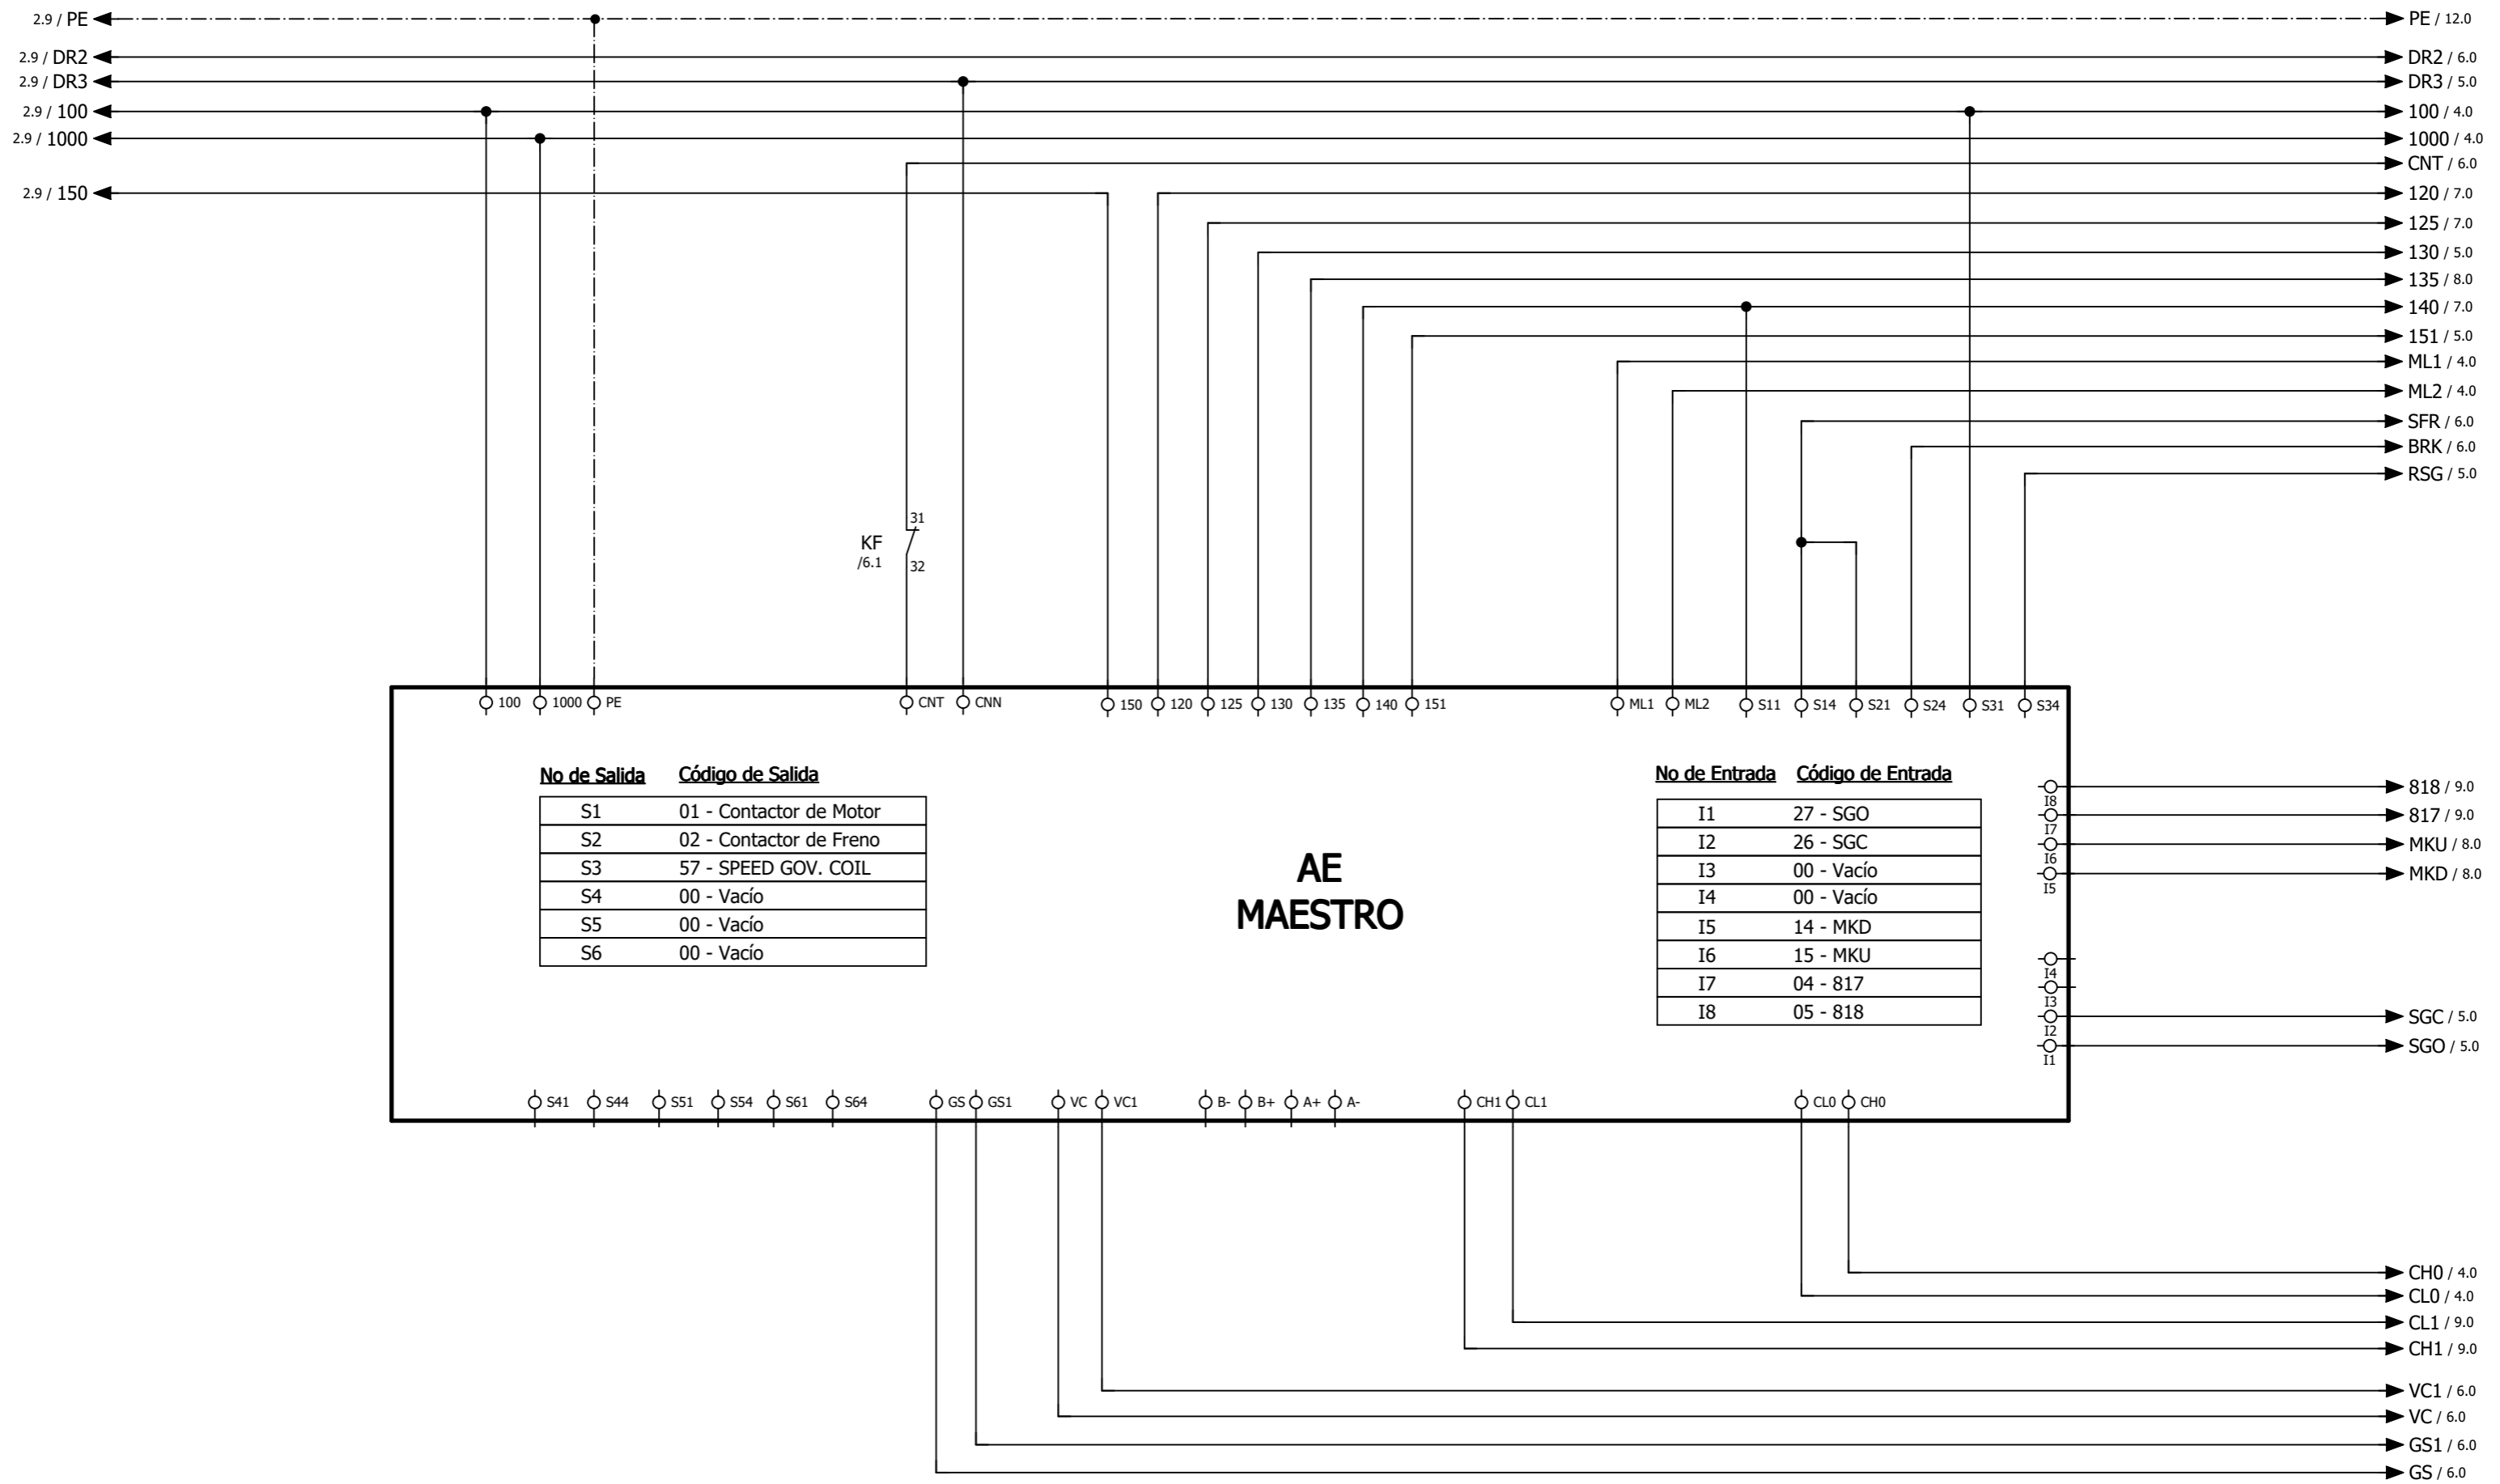 2.9 / PE
PE / 12.0
2.9 / DR2
DR2 / 6.0
2.9 / DR3
DR3 / 5.0
2.9 / 100
100 / 4.0
2.9 / 1000
1000 / 4.0
CNT / 6.0
2.9 / 150
120 / 7.0
125 / 7.0
130 / 5.0
135 / 8.0
140 / 7.0
151 / 5.0
ML1 / 4.0
ML2 / 4.0
SFR / 6.0
BRK / 6.0
RSG / 5.0
31
KF
/6.1
32
100 1000 PE CNT CNN 150 120 125 130 135 140 151 ML1 ML2 S11 S14 S21 S24 S31 S34
No de Salida Código de Salida
S1 01 - Contactor de Motor
S2 02 - Contactor de Freno
S3 57 - SPEED GOV. COIL
S4 00 - Vacío
S5 00 - Vacío
S6 00 - Vacío
AE
MAESTRO
No de Entrada Código de Entrada
I1 27 - SGO
I2 26 - SGC
I3 00 - Vacío
I4 00 - Vacío
I5 14 - MKD
I6 15 - MKU
I7 04 - 817
I8 05 - 818
I8
818 / 9.0
I7
817 / 9.0
I6
MKU / 8.0
I5
MKD / 8.0
I4
I3
I2
SGC / 5.0
I1
SGO / 5.0
S41 S44 S51 S54 S61 S64 GS GS1 VC VC1 B- B+ A+ A- CH1 CL1 CL0 CH0
CH0 / 4.0
CL0 / 4.0
CL1 / 9.0
CH1 / 9.0
VC1 / 6.0
VC / 6.0
GS1 / 6.0
GS / 6.0